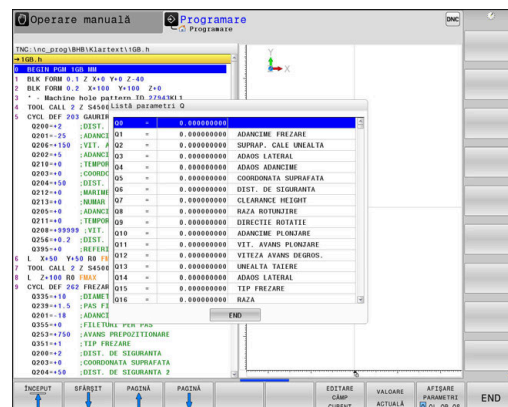 Operare manuală
Programare
Programare
DNC
TNC:\nc_prog\BHB\Klartext\1GB.h
→1GB.h
0 BEGIN PGM 1GB MM
1 BLK FORM 0.1 Z X+0 Y+0 Z-40
2 BLK FORM 0.2 X+100 Y+100 Z+0
3 * - Machine hole pattern ID 27943KL1
4 TOOL CALL 2 Z S4500
5 CYCL DEF 203 GAURIR
Q200=+2 ;DIST.
Q201=-25 ;ADANCI
Q206=+150 ;VIT. A
Q202=+5 ;ADANCI
Q210=+0 ;TEMPOR
Q203=+0 ;COORDO
Q204=+50 ;DIST.
Q212=+0 ;MARIME
Q213=+0 ;NUMAR
Q205=+0 ;ADANCI
Q211=+0 ;TEMPOR
Q208=+99999 ;VIT.
Q256=+0.2 ;DIST.
Q395=+0 ;REFERI
6 L X+50 Y+50 R0 FM
7 TOOL CALL 2 Z S4500
8 L Z+100 R0 FMAX
9 CYCL DEF 262 FREZAR
Q335=+10 ;DIAMET
Q239=+1.5 ;PAS FI
Q201=-18 ;ADANCI
Q355=+0 ;FILETURI PER PAS
Q253=+750 ;AVANS PREPOZITIONARE
Q351=+1 ;TIP FREZARE
Q200=+2 ;DIST. DE SIGURANTA
Q203=+0 ;COORDONATA SUPRAFATA
Q204=+50 ;DIST. DE SIGURANTA 2
Listă parametri Q
Q0 = 0.000000000
Q1 = 0.000000000 ADANCIME FREZARE
Q2 = 0.000000000 SUPRAP. CALE UNEALTA
Q3 = 0.000000000 ADAOS LATERAL
Q4 = 0.000000000 ADAOS ADANCIME
Q5 = 0.000000000 COORDONATA SUPRAFATA
Q6 = 0.000000000 DIST. DE SIGURANTA
Q7 = 0.000000000 CLEARANCE HEIGHT
Q8 = 0.000000000 RAZA ROTUNJIRE
Q9 = 0.000000000 DIRECTIE ROTATIE
Q10 = 0.000000000 ADANCIME PLONJARE
Q11 = 0.000000000 VIT. AVANS PLONJARE
Q12 = 0.000000000 VITEZA AVANS DEGROS.
Q13 = 0.000000000 UNEALTA TAIERE
Q14 = 0.000000000 ADAOS LATERAL
Q15 = 0.000000000 TIP FREZARE
Q16 = 0.000000000 RAZA
END
Y
X
ÎNCEPUT
SFÂRŞIT
PAGINĂ
PAGINĂ
EDITARE
CÂMP
CURENT
VALOARE
ACTUALĂ
AFIŞARE
PARAMETRI
END